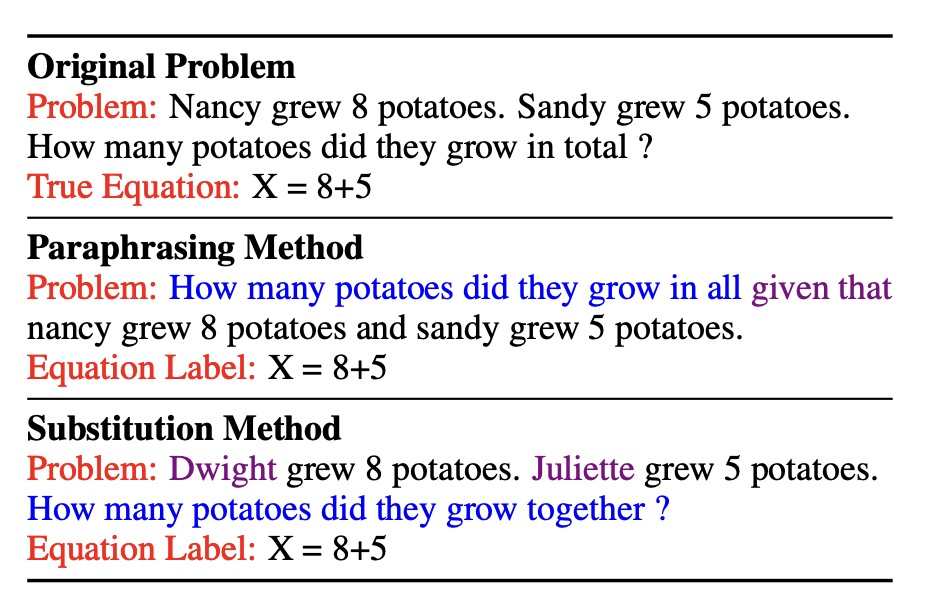 Original Problem
Problem: Nancy grew 8 potatoes. Sandy grew 5 potatoes.
How many potatoes did they grow in total ?
True Equation: X = 8+5
Paraphrasing Method
Problem: How many potatoes did they grow in all given that
nancy grew 8 potatoes and sandy grew 5 potatoes.
Equation Label: X = 8+5
Substitution Method
Problem: Dwight grew 8 potatoes. Juliette grew 5 potatoes.
How many potatoes did they grow together ?
Equation Label: X = 8+5